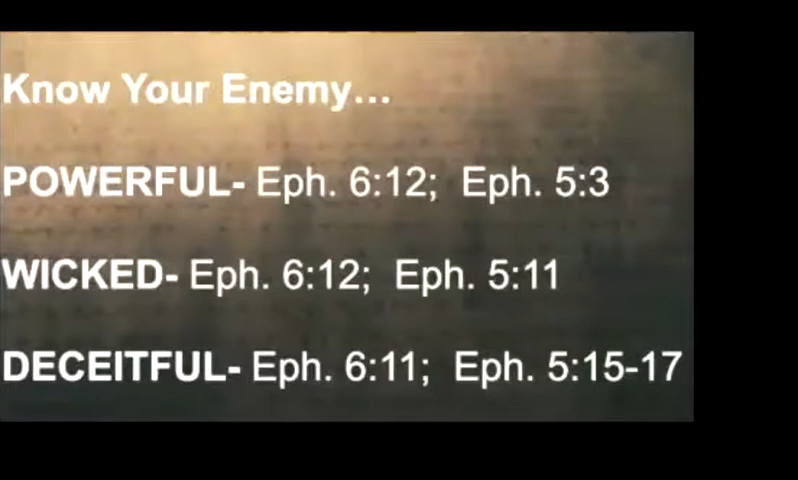 Know Your Enemy...
POWERFUL- Eph. 6:12;  Eph. 5:3
WICKED- Eph. 6:12;  Eph. 5:11
DECEITFUL- Eph. 6:11;  Eph. 5:15-17